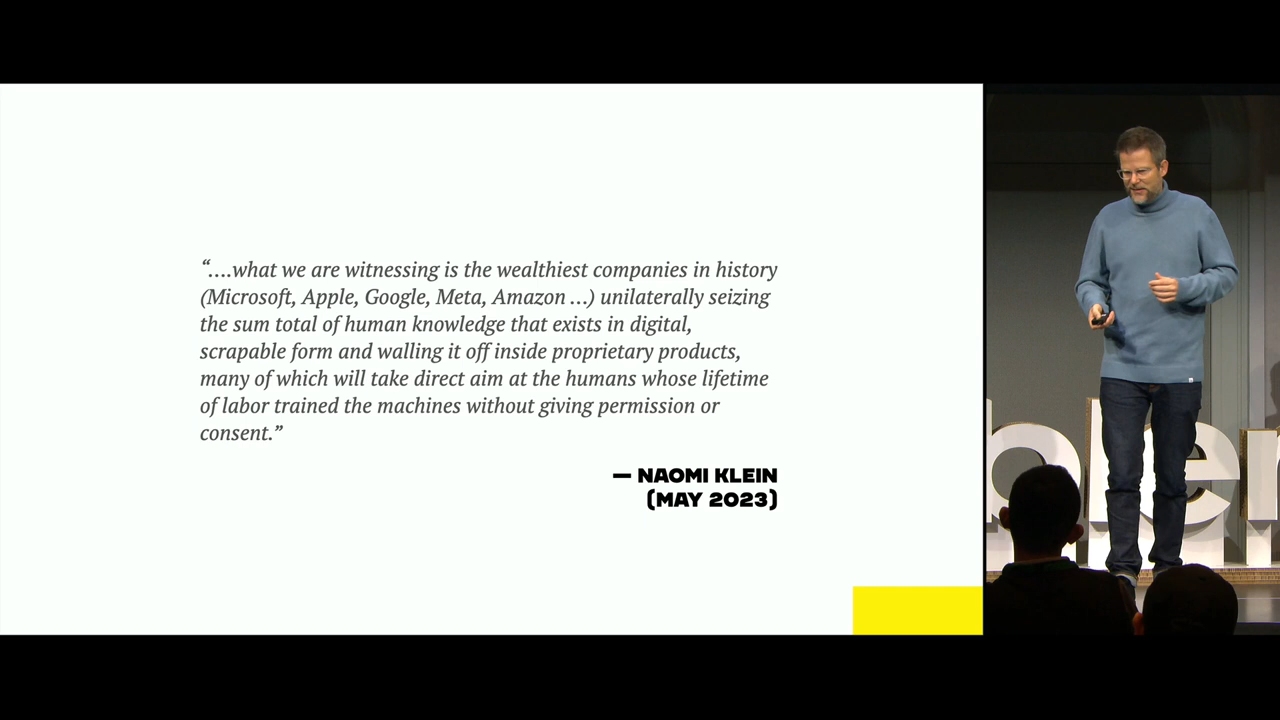 “....what we are witnessing is the wealthiest companies in history
(Microsoft, Apple, Google, Meta, Amazon ...) unilaterally seizing
the sum total of human knowledge that exists in digital,
scrapable form and walling it off inside proprietary products,
many of which will take direct aim at the humans whose lifetime
of labor trained the machines without giving permission or
consent.”
— NAOMI KLEIN
(MAY 2023)